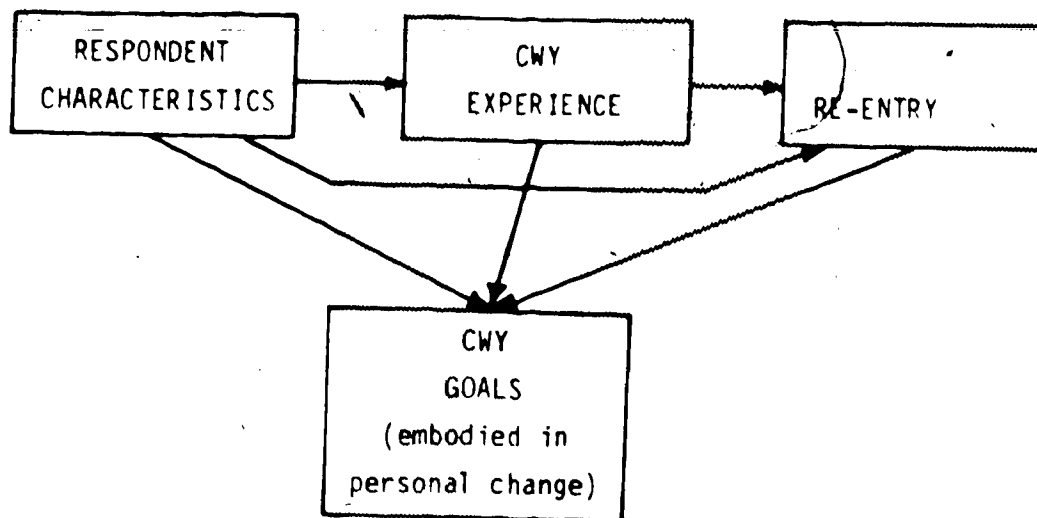 RESPONDENT
CHARACTERISTICS
CWY
EXPERIENCE
RE-ENTRY
CWY
GOALS
(embodied in
personal change)